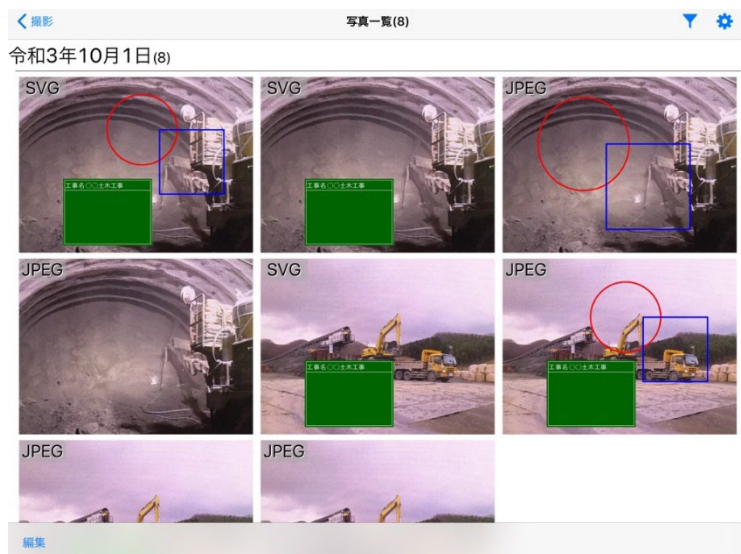 撮影
写真一覧(8)
令和3年10月1日(8)
SVG
SVG
JPEG
工事名○○土木工事
工事名○○土木工事
JPEG
SVG
JPEG
工事名○○土木工事
工事名○○土木工事
JPEG
JPEG
編集